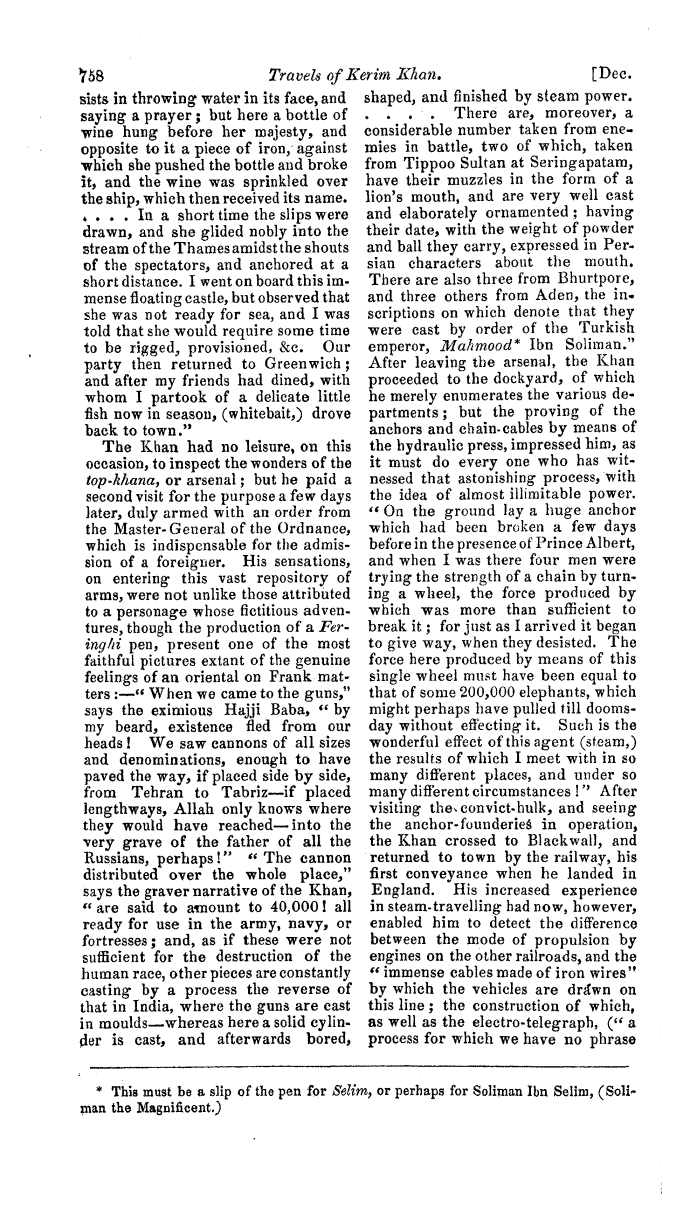 758 Travels of Kerim Khan. [Dec.
sists in throwing water in its face, and
saying a prayer; but here a bottle of
wine hung before her majesty, and
opposite to it a piece of iron, against
which she pushed the bottle and broke
it, and the wine was sprinkled over
the ship, which then received its name.
. . . . In a short time the slips were
drawn, and she glided nobly into the
stream of the Thames amidst the shouts
of the spectators, and anchored at a
short distance. I went on board this im-
mense floating castle, but observed that
she was not ready for sea, and I was
told that she would require some time
to be rigged, provisioned, &c. Our
party then returned to Greenwich;
and after my friends had dined, with
whom I partook of a delicate little
fish now in season, (whitebait,) drove
back to town."
The Khan had no leisure, on this
occasion, to inspect the wonders of the
top-khana, or arsenal; but he paid a
second visit for the purpose a few days
later, duly armed with an order from
the Master-General of the Ordnance,
which is indispensable for the admis-
sion of a foreigner. His sensations,
on entering this vast repository of
arms, were not unlike those attributed
to a personage whose fictitious adven-
tures, though the production of a Fer-
inghi pen, present one of the most
faithful pictures extant of the genuine
feelings of an oriental on Frank mat-
ters:—" When we came to the guns,"
says the eximious Hajji Baba, " by
my beard, existence fled from our
heads! We saw cannons of all sizes
and denominations, enough to have
paved the way, if placed side by side,
from Tehran to Tabriz—if placed
lengthways, Allah only knows where
they would have reached—into the
very grave of the father of all the
Russians, perhaps!" " The cannon
distributed over the whole place,"
says the graver narrative of the Khan,
" are said to amount to 40,000! all
ready for use in the army, navy, or
fortresses; and, as if these were not
sufficient for the destruction of the
human race, other pieces are constantly
casting by a process the reverse of
that in India, where the guns are cast
in moulds—whereas here a solid cylin-
der is cast, and afterwards bored,
shaped, and finished by steam power.
. . . . There are, moreover, a
considerable number taken from ene-
mies in battle, two of which, taken
from Tippoo Sultan at Seringapatam,
have their muzzles in the form of a
lion's mouth, and are very well cast
and elaborately ornamented; having
their date, with the weight of powder
and ball they carry, expressed in Per-
sian characters about the mouth.
There are also three from Bhurtpore,
and three others from Aden, the in-
scriptions on which denote that they
were cast by order of the Turkish
emperor, Mahmood* Ibn Soliman."
After leaving the arsenal, the Khan
proceeded to the dockyard, of which
he merely enumerates the various de-
partments; but the proving of the
anchors and chain-cables by means of
the hydraulic press, impressed him, as
it must do every one who has wit-
nessed that astonishing process, with
the idea of almost illimitable power.
" On the ground lay a huge anchor
which had been broken a few days
before in the presence of Prince Albert,
and when I was there four men were
trying the strength of a chain by turn-
ing a wheel, the force produced by
which was more than sufficient to
break it; for just as I arrived it began
to give way, when they desisted. The
force here produced by means of this
single wheel must have been equal to
that of some 200,000 elephants, which
might perhaps have pulled till dooms-
day without effecting it. Such is the
wonderful effect of this agent (steam,)
the results of which I meet with in so
many different places, and under so
many different circumstances!" After
visiting the convict-hulk, and seeing
the anchor-founderies in operation,
the Khan crossed to Blackwall, and
returned to town by the railway, his
first conveyance when he landed in
England. His increased experience
in steam-travelling had now, however,
enabled him to detect the difference
between the mode of propulsion by
engines on the other railroads, and the
" immense cables made of iron wires"
by which the vehicles are drawn on
this line; the construction of which,
as well as the electro-telegraph, (" a
process for which we have no phrase
* This must be a slip of the pen for Selim, or perhaps for Soliman Ibn Selim, (Soli-
man the Magnificent.)